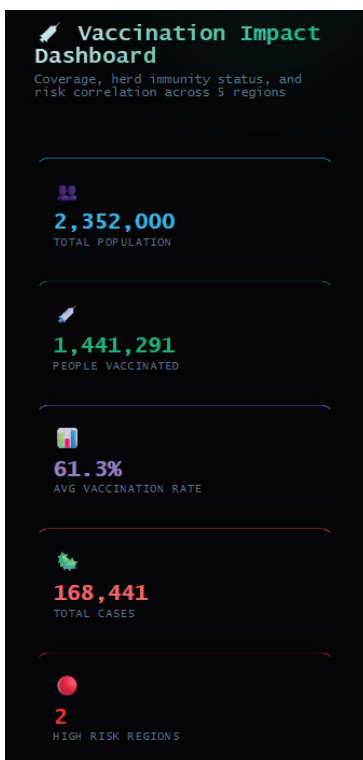 Vaccination Impact
Dashboard
Coverage, herd immunity status, and
risk correlation across 5 regions
2,352,000
TOTAL POPULATION
1,441,291
PEOPLE VACCINATED
61.3%
AVG VACCINATION RATE
168,441
TOTAL CASES
2
HIGH RISK REGIONS